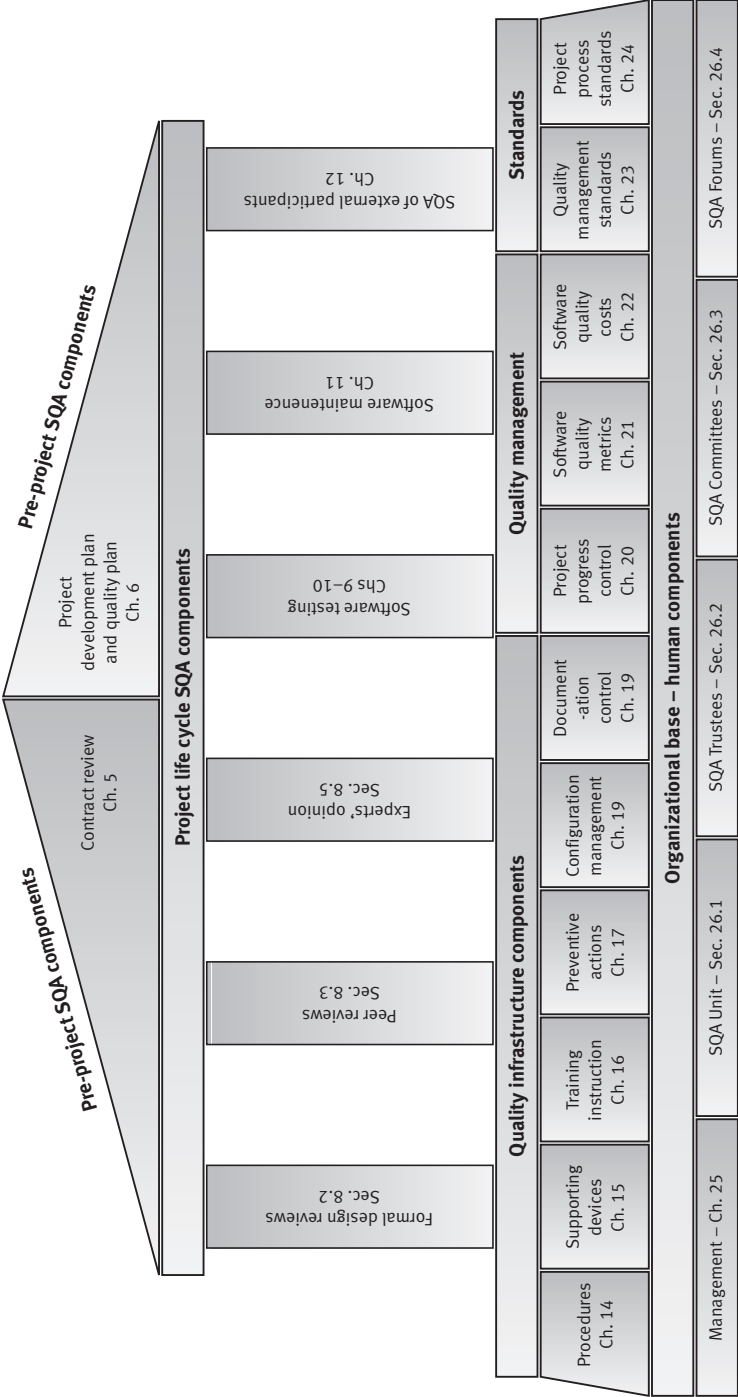 Pre-project SQA components
Pre-project SQA components
Contract review
Ch. 5
Project
development plan
and quality plan
Ch. 6
Project life cycle SQA components
Formal design reviews
Sec. 8.2
Peer reviews
Sec. 8.3
Experts' opinion
Sec. 8.5
Software testing
Chs 9–10
Software maintenence
Ch. 11
SQA of external participants
Ch. 12
Quality infrastructure components
Quality management
Standards
Procedures
Ch. 14
Supporting
devices
Ch. 15
Training
instruction
Ch. 16
Preventive
actions
Ch. 17
Configuration
management
Ch. 19
Document
-ation
control
Ch. 19
Project
progress
control
Ch. 20
Software
quality
metrics
Ch. 21
Software
quality
costs
Ch. 22
Quality
management
standards
Ch. 23
Project
process
standards
Ch. 24
Organizational base – human components
Management – Ch. 25
SQA Unit – Sec. 26.1
SQA Trustees – Sec. 26.2
SQA Committees – Sec. 26.3
SQA Forums – Sec. 26.4